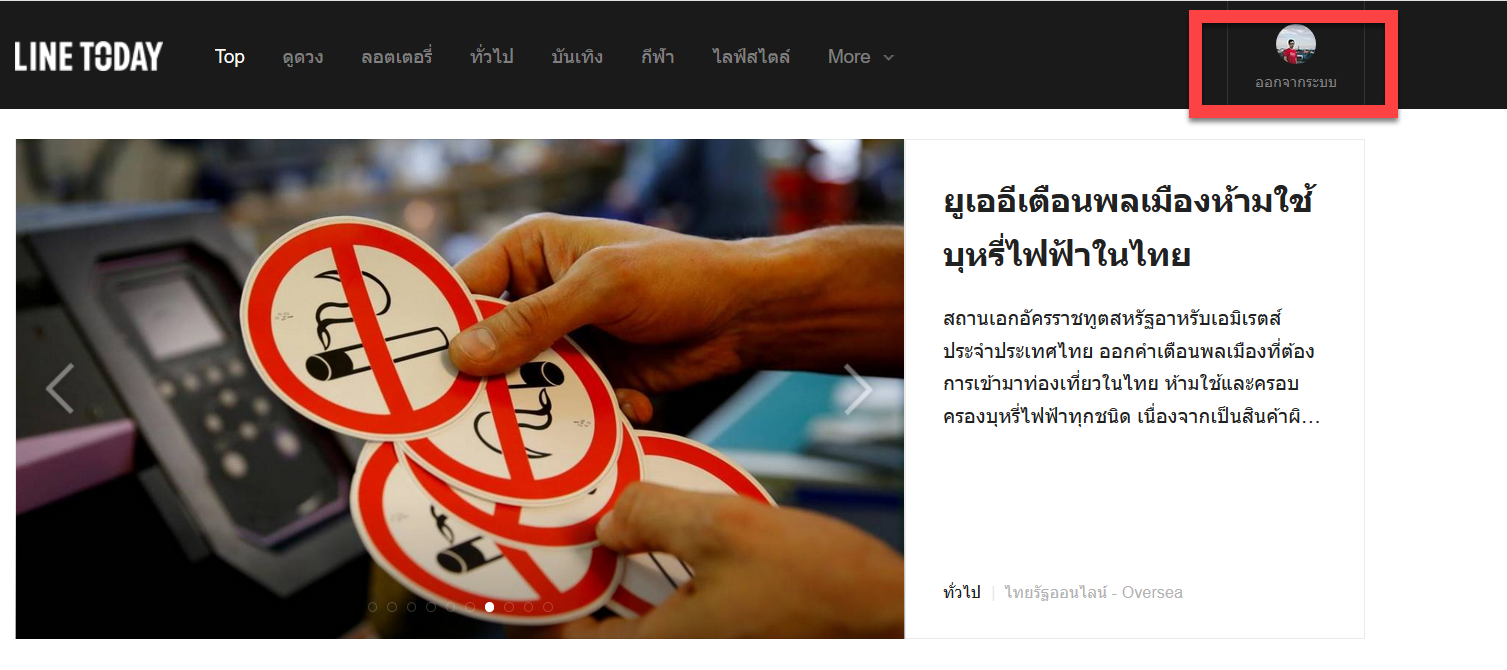 LINE TODAY
Top ดูดวง ลอตเตอรี่ ทั่วไป บันเทิง กีฬา ไลฟ์สไตล์ More
ออกจากระบบ
ยูเออีเตือนพลเมืองห้ามใช้
บุหรี่ไฟฟ้าในไทย
สถานเอกอัครราชทูตสหรัฐอาหรับเอมิเรตส์
ประจำประเทศไทย ออกคำเตือนพลเมืองที่ต้อง
การเข้ามาท่องเที่ยวในไทย ห้ามใช้และครอบ
ครองบุหรี่ไฟฟ้าทุกชนิด เนื่องจากเป็นสินค้าผิ...
ทั่วไป | ไทยรัฐออนไลน์ - Oversea